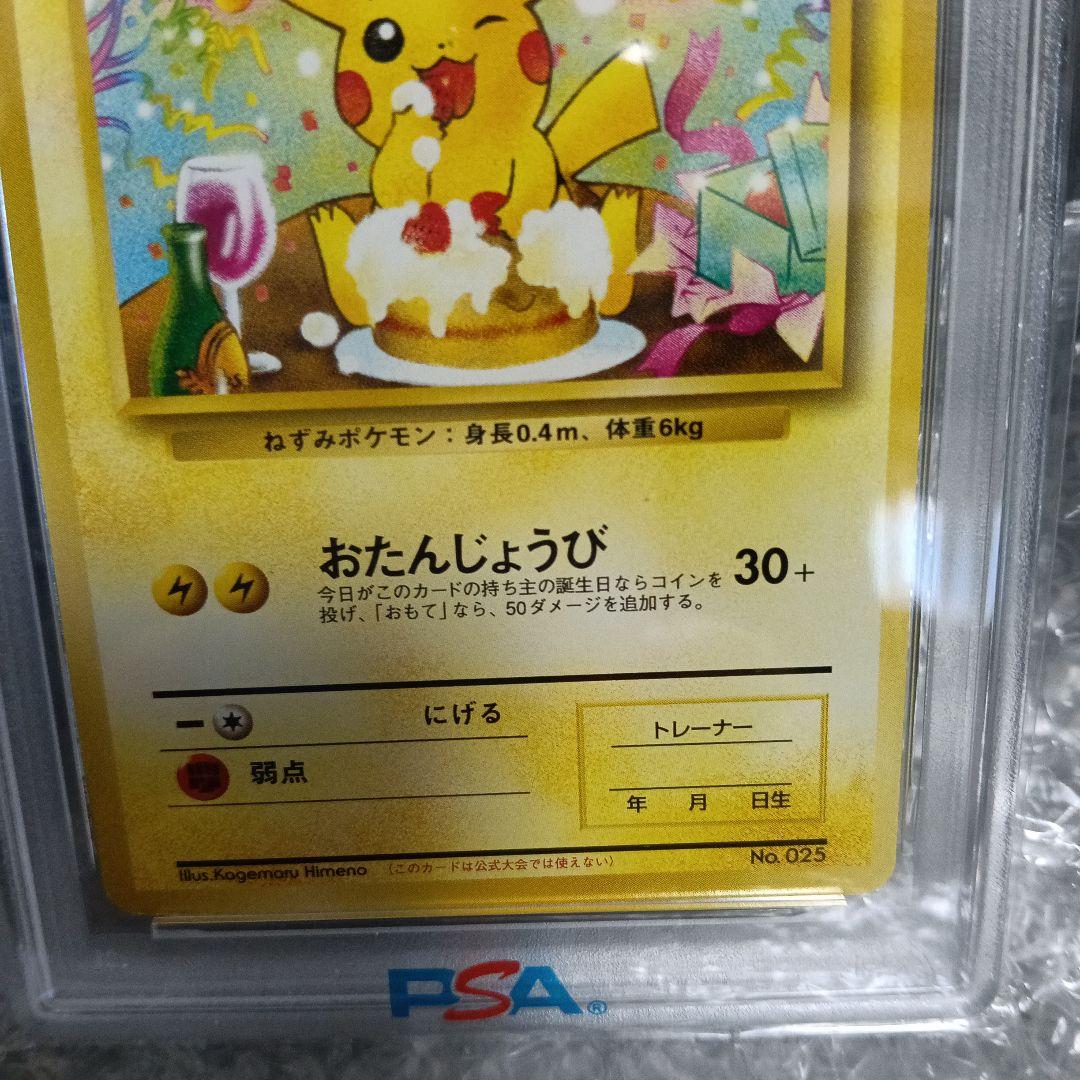 ねずみポケモン：身長0.4m、体重6kg
おたんじょうび
30+
今日がこのカードの持ち主の誕生日ならコインを
投げ、「おもて」なら、50ダメージを追加する。
にげる
弱点
トレーナー
年 月 日生
Illus.Kagemaru Himeno （このカードは公式大会では使えない） No. 025
PSA®